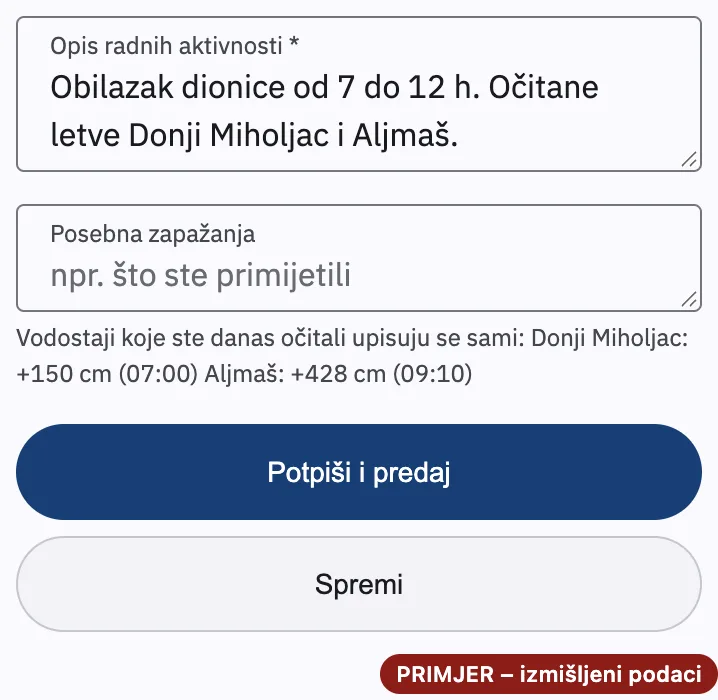 Opis radnih aktivnosti *
Obilazak dionice od 7 do 12 h. Očitane
letve Donji Miholjac i Aljmaš.
Posebna zapažanja
npr. što ste primijetili
Vodostaji koje ste danas očitali upisuju se sami: Donji Miholjac:
+150 cm (07:00) Aljmaš: +428 cm (09:10)
Potpiši i predaj
Spremi
PRIMJER – izmišljeni podaci